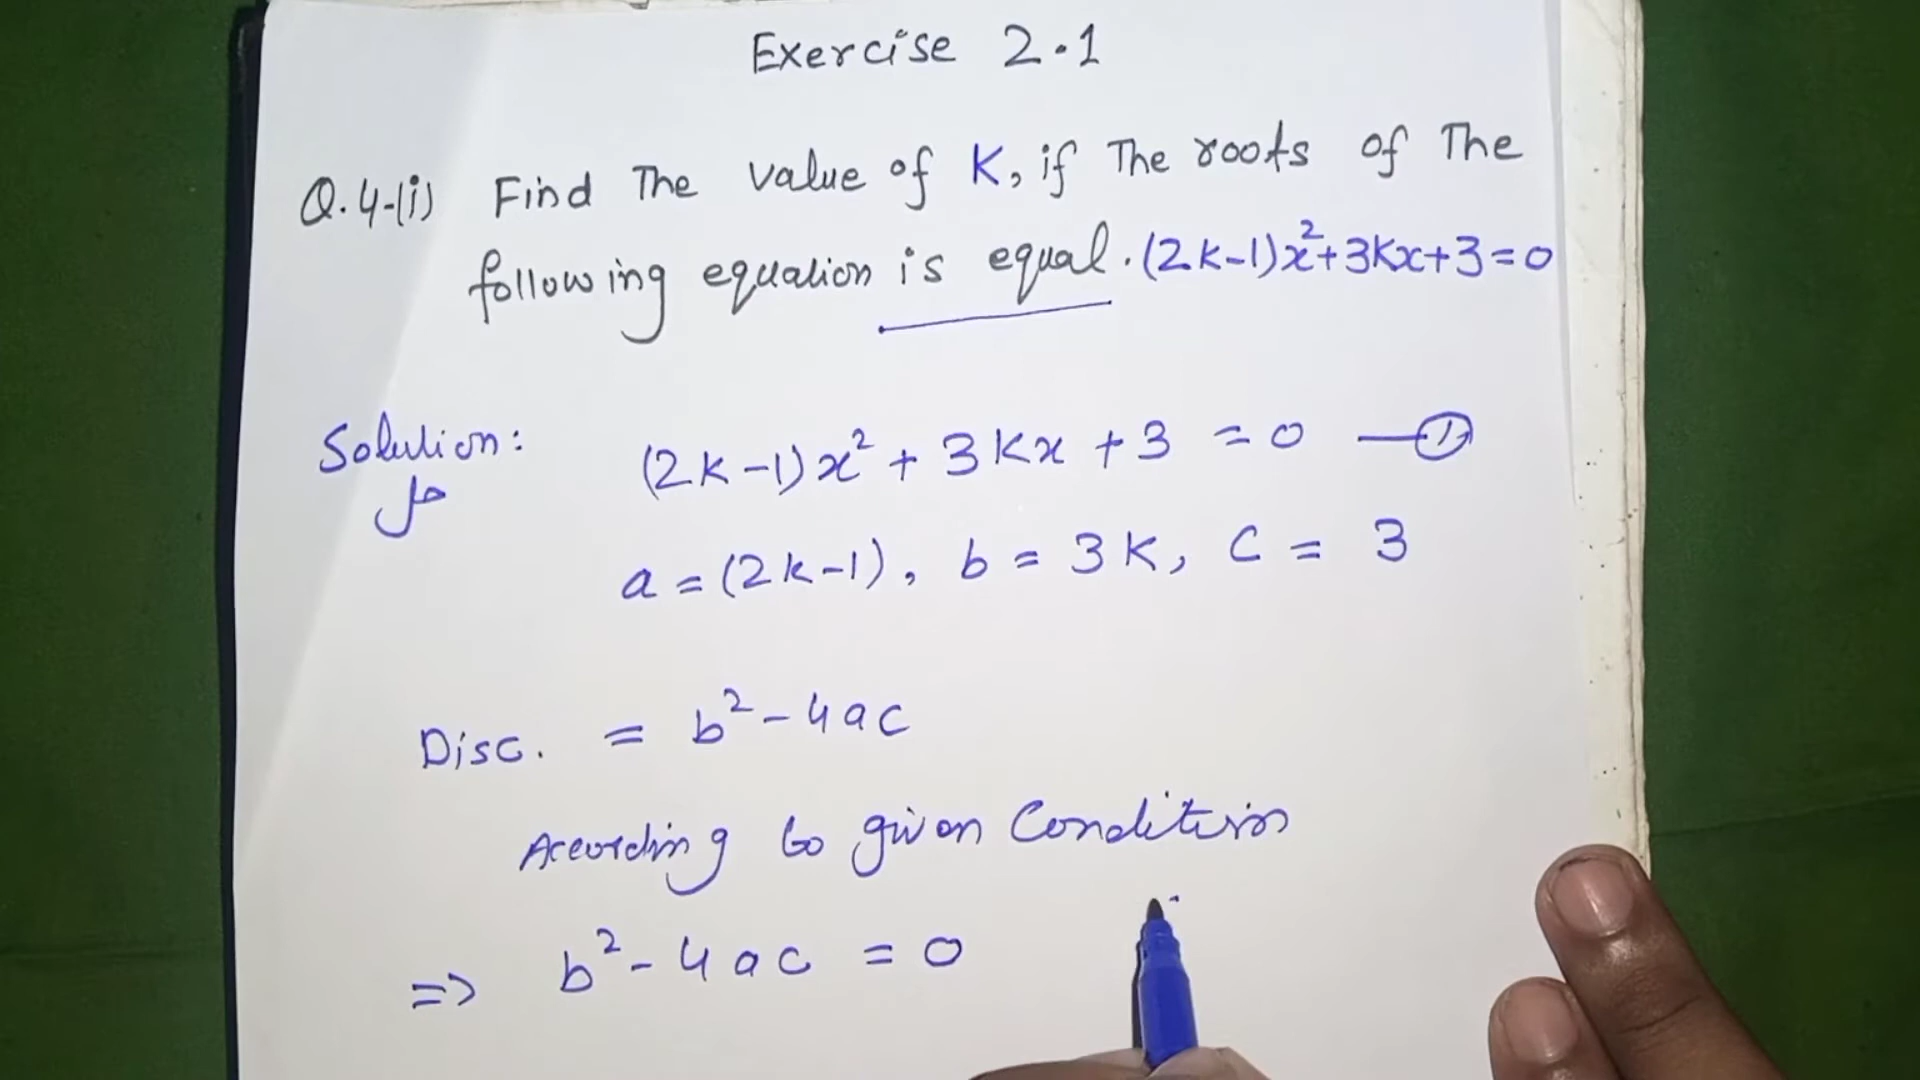 Exercise 2.1
Q.4-(i) Find The value of K, if The roots of The
following equation is equal. (2k-1)x²+3Kx+3=0
Solution: (2k-1)x² + 3Kx + 3 = 0 —①
حل
a = (2k-1), b = 3K, C = 3
Disc. = b²-4ac
According to given Condition
=> b²-4ac = 0